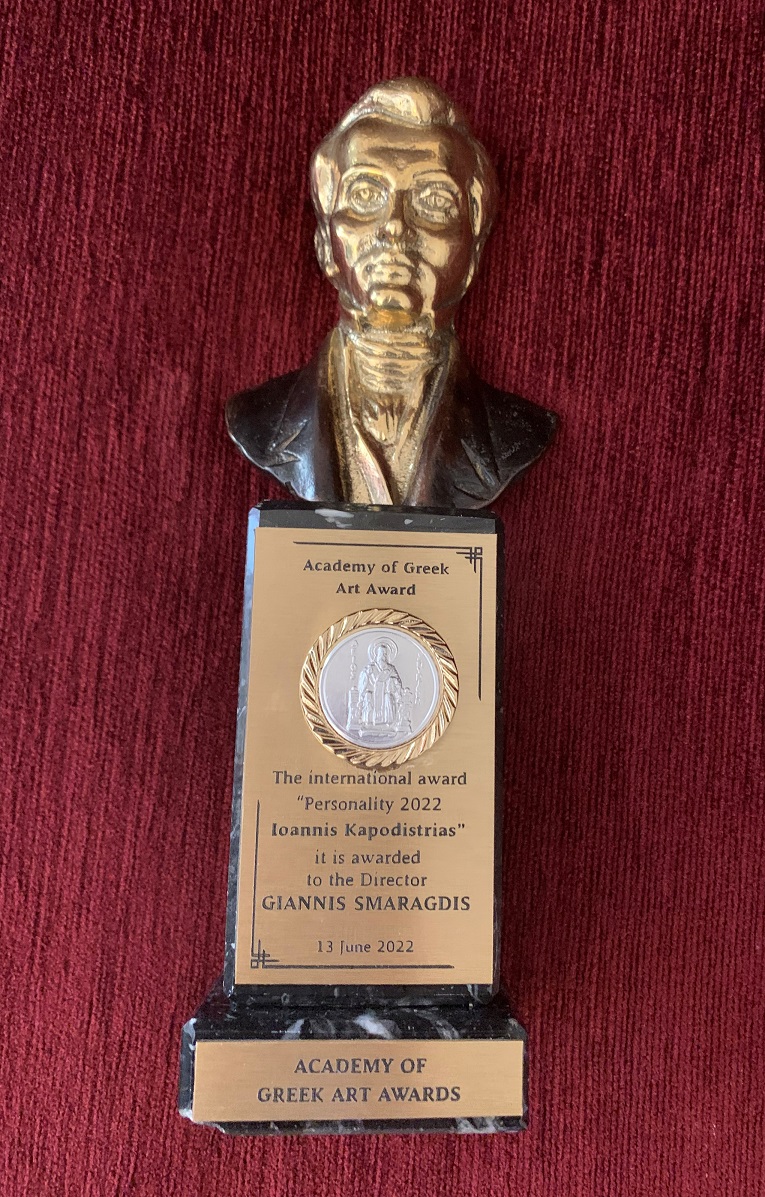 Academy of Greek
Art Award
The international award
"Personality 2022
Ioannis Kapodistrias"
it is awarded
to the Director
GIANNIS SMARAGDIS
13 June 2022
ACADEMY OF
GREEK ART AWARDS